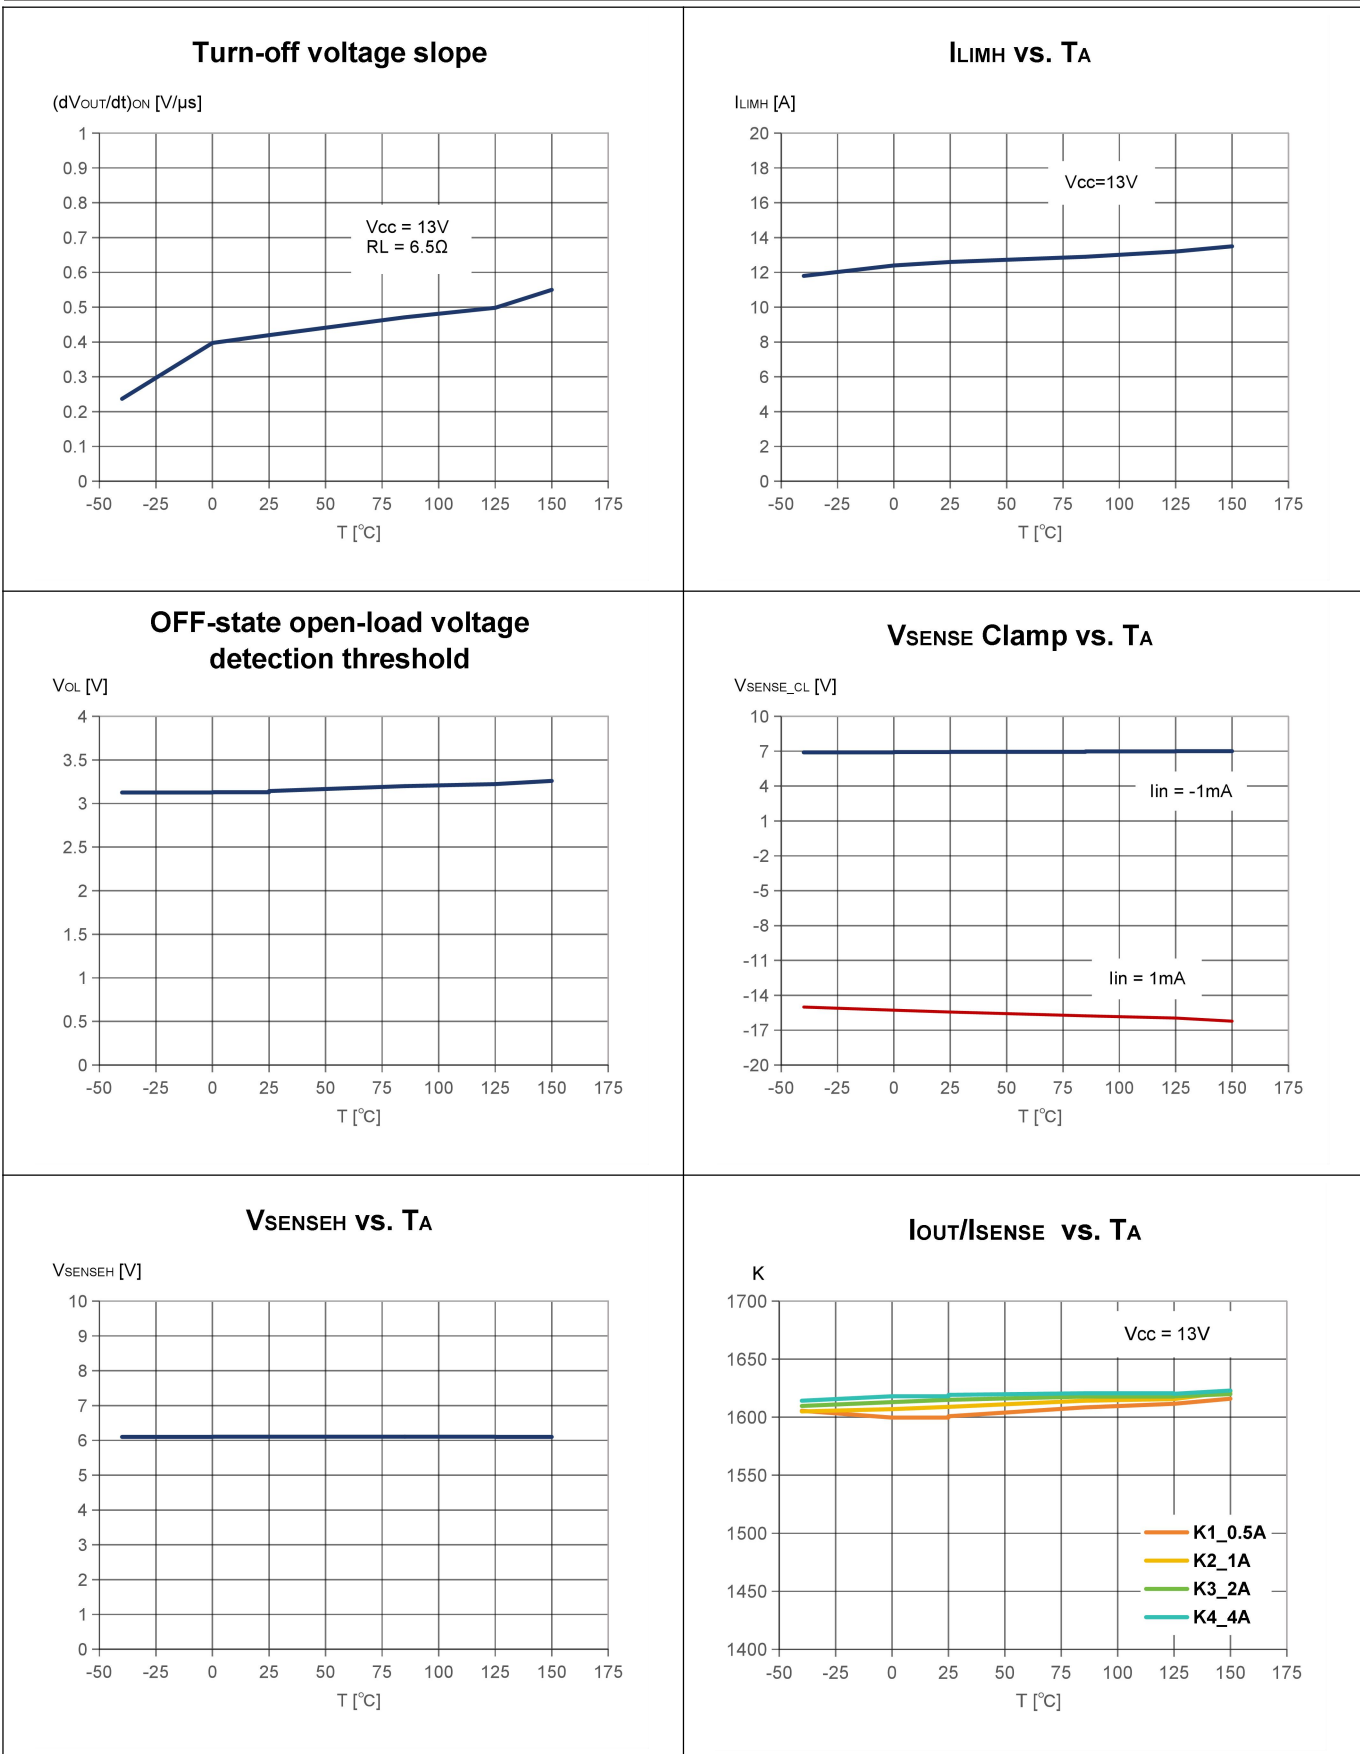 Turn-off voltage slope
(dVOUT/dt)ON [V/µs]
1
0.9
0.8
0.7
0.6
0.5
0.4
0.3
0.2
0.1
0
Vcc = 13V
RL = 6.5Ω
-50 -25 0 25 50 75 100 125 150 175
T [°C]
ILIMH vs. TA
ILIMH [A]
20
18
16
14
12
10
8
6
4
2
0
Vcc=13V
-50 -25 0 25 50 75 100 125 150 175
T [°C]
OFF-state open-load voltage
detection threshold
VOL [V]
4
3.5
3
2.5
2
1.5
1
0.5
0
-50 -25 0 25 50 75 100 125 150 175
T [°C]
VSENSE Clamp vs. TA
VSENSE_CL [V]
10
7
4
1
-2
-5
-8
-11
-14
-17
-20
Iin = -1mA
Iin = 1mA
-50 -25 0 25 50 75 100 125 150 175
T [°C]
VSENSEH vs. TA
VSENSEH [V]
10
9
8
7
6
5
4
3
2
1
0
-50 -25 0 25 50 75 100 125 150 175
T [°C]
IOUT/ISENSE vs. TA
K
1700
1650
1600
1550
1500
1450
1400
Vcc = 13V
K1_0.5A
K2_1A
K3_2A
K4_4A
-50 -25 0 25 50 75 100 125 150 175
T [°C]